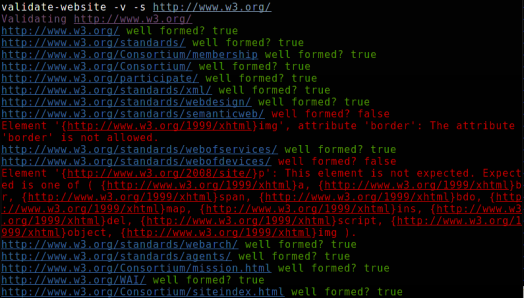 validate-website -v -s http://www.w3.org/
Validating http://www.w3.org/
http://www.w3.org/ well formed? true
http://www.w3.org/standards/ well formed? true
http://www.w3.org/Consortium/membership well formed? true
http://www.w3.org/Consortium/ well formed? true
http://www.w3.org/participate/ well formed? true
http://www.w3.org/standards/xml/ well formed? true
http://www.w3.org/standards/webdesign/ well formed? true
http://www.w3.org/standards/semanticweb/ well formed? false
Element '{http://www.w3.org/1999/xhtml}img', attribute 'border': The attribute
'border' is not allowed.
http://www.w3.org/standards/webofservices/ well formed? true
http://www.w3.org/standards/webofdevices/ well formed? false
Element '{http://www.w3.org/2008/site/}p': This element is not expected. Expect
ed is one of ( {http://www.w3.org/1999/xhtml}a, {http://www.w3.org/1999/xhtml}b
r, {http://www.w3.org/1999/xhtml}span, {http://www.w3.org/1999/xhtml}bdo, {http
://www.w3.org/1999/xhtml}map, {http://www.w3.org/1999/xhtml}ins, {http://www.w3
.org/1999/xhtml}del, {http://www.w3.org/1999/xhtml}script, {http://www.w3.org/1
999/xhtml}object, {http://www.w3.org/1999/xhtml}img ).
http://www.w3.org/standards/webarch/ well formed? true
http://www.w3.org/standards/agents/ well formed? true
http://www.w3.org/Consortium/mission.html well formed? true
http://www.w3.org/WAI/ well formed? true
http://www.w3.org/Consortium/siteindex.html well formed? true